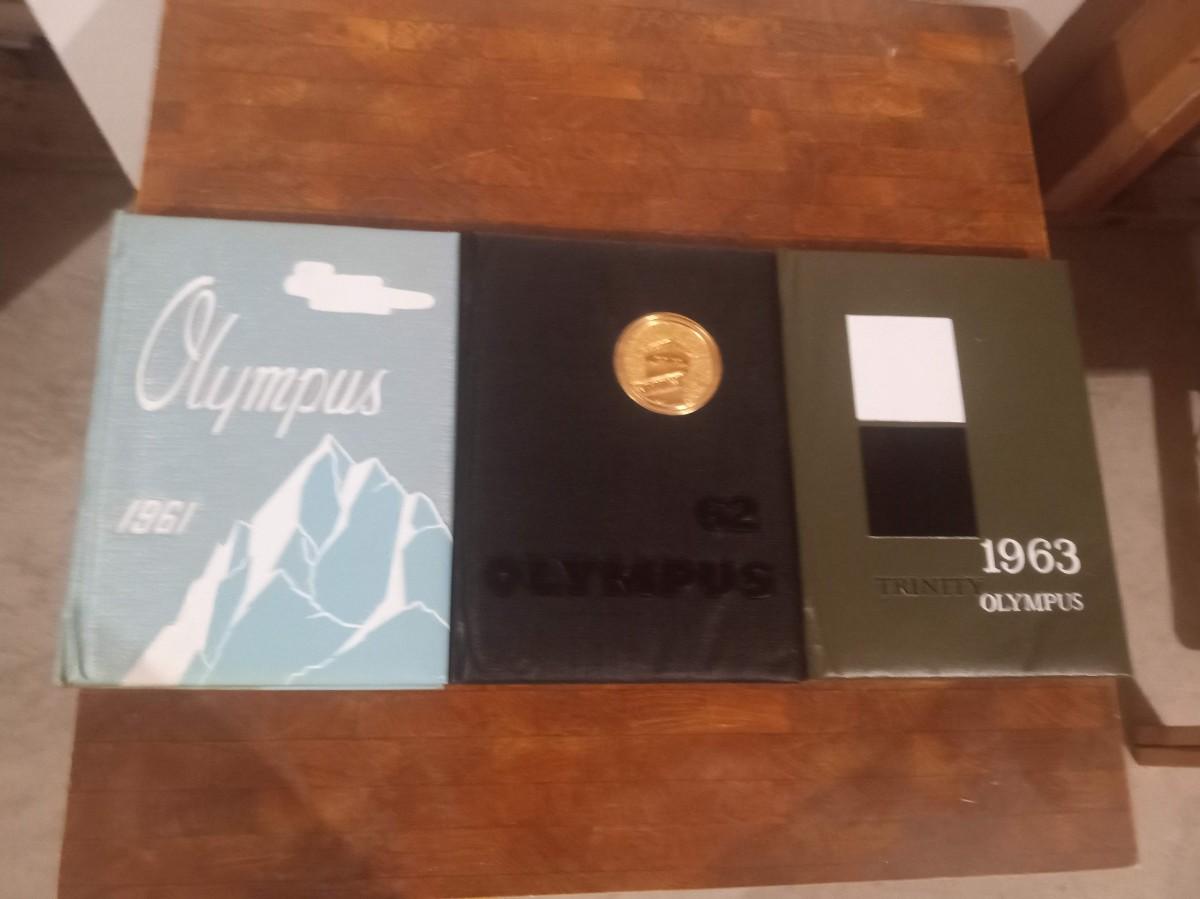 Olympus
1961
62
OLYMPUS
1963
TRINITY
OLYMPUS